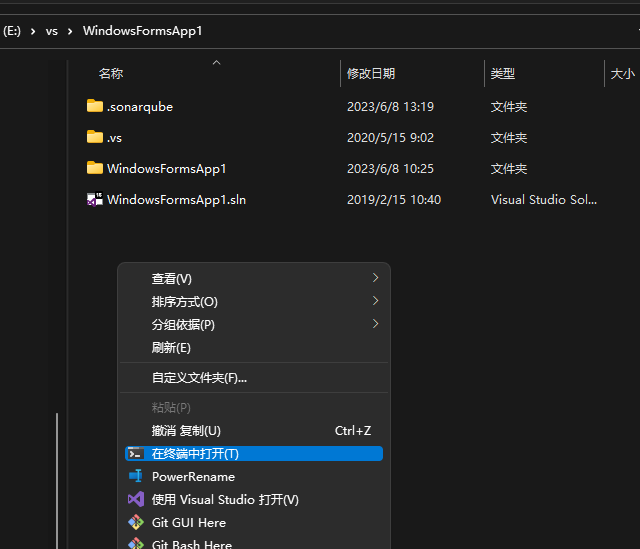 (E:) › vs › WindowsFormsApp1
名称 修改日期 类型 大小
.sonarqube 2023/6/8 13:19 文件夹
.vs 2020/5/15 9:02 文件夹
WindowsFormsApp1 2023/6/8 10:25 文件夹
WindowsFormsApp1.sln 2019/2/15 10:40 Visual Studio Sol...
查看(V)
排序方式(O)
分组依据(P)
刷新(E)
自定义文件夹(F)...
粘贴(P)
撤消 复制(U) Ctrl+Z
在终端中打开(T)
PowerRename
使用 Visual Studio 打开(V)
Git GUI Here
Git Bash Here